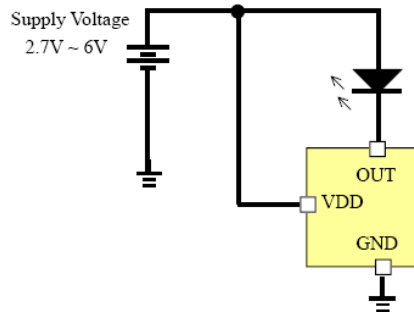 Supply Voltage
2.7V ~ 6V
OUT
VDD
GND